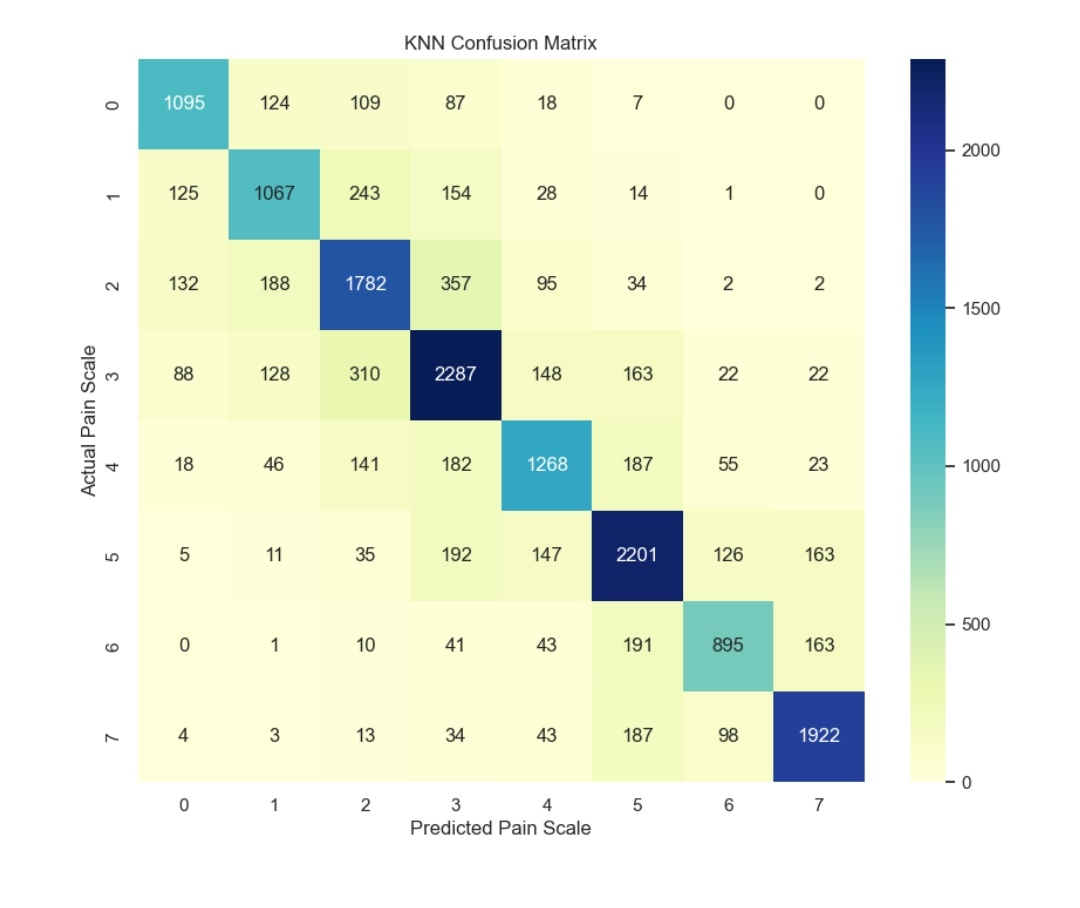 KNN Confusion Matrix
0 1095 124 109 87 18 7 0 0
1 125 1067 243 154 28 14 1 0
2 132 188 1782 357 95 34 2 2
3 88 128 310 2287 148 163 22 22
4 18 46 141 182 1268 187 55 23
5 5 11 35 192 147 2201 126 163
6 0 1 10 41 43 191 895 163
7 4 3 13 34 43 187 98 1922
0 1 2 3 4 5 6 7
Predicted Pain Scale
Actual Pain Scale
2000
1500
1000
500
0